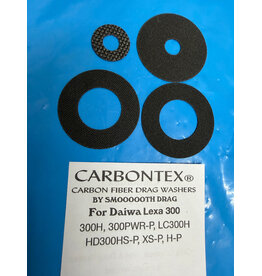 CARBONTEX®
CARBON FIBER DRAG WASHERS
BY SMOOOOOTH DRAG
For Daiwa Lexa 300
300H, 300PWR-P, LC300H
HD300HS-P, XS-P, H-P